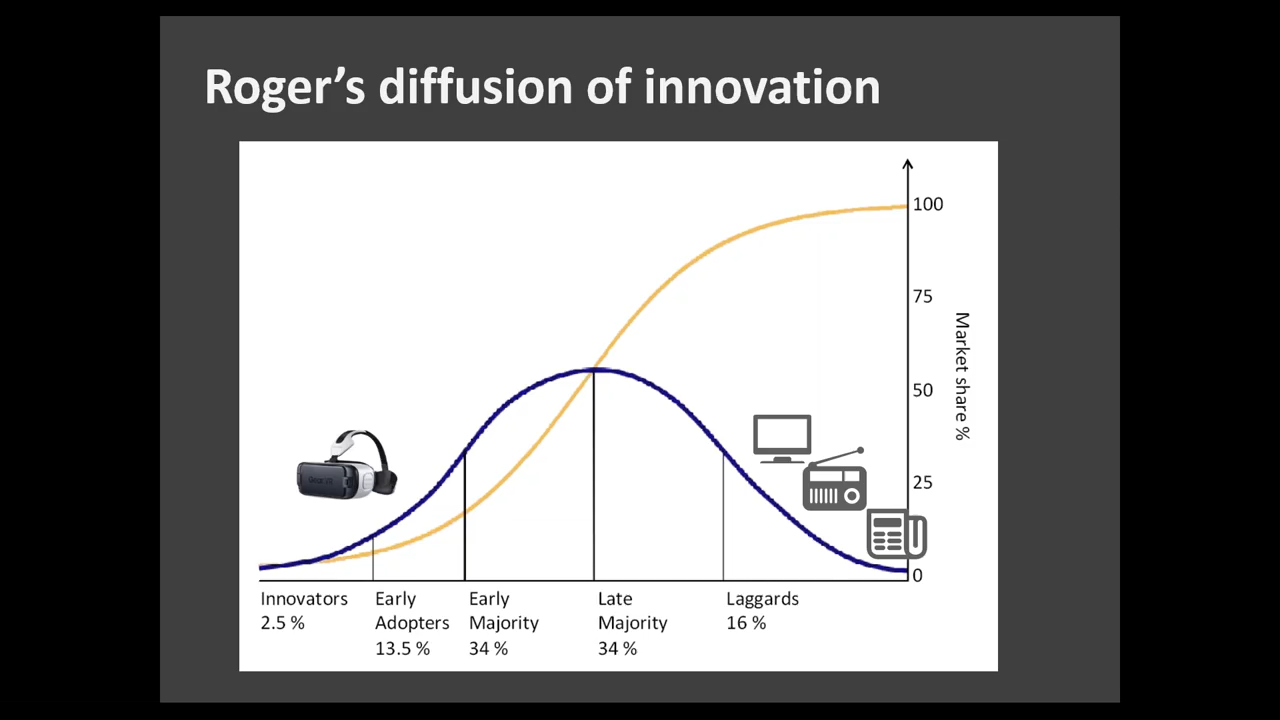 Roger’s diffusion of innovation
100
75
50
25
0
Market share %
Innovators
2.5 %
Early
Adopters
13.5 %
Early
Majority
34 %
Late
Majority
34 %
Laggards
16 %